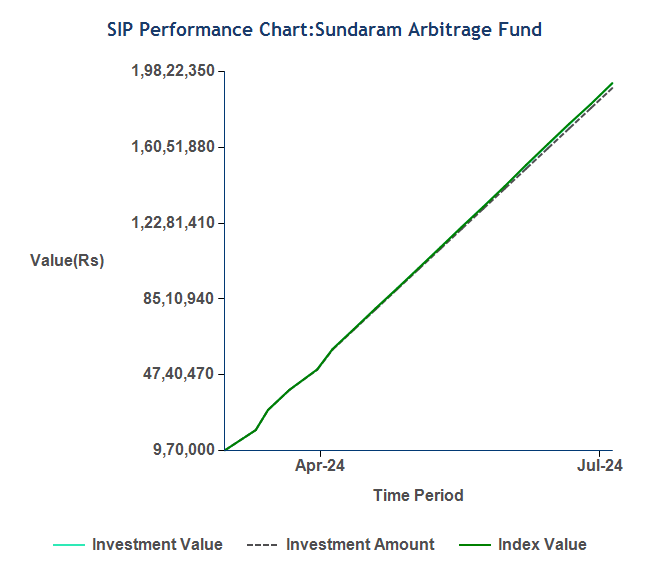 SIP Performance Chart:Sundaram Arbitrage Fund
1,98,22,350
1,60,51,880
1,22,81,410
Value(Rs)
85,10,940
47,40,470
9,70,000
Apr-24 Jul-24
Time Period
Investment Value Investment Amount Index Value